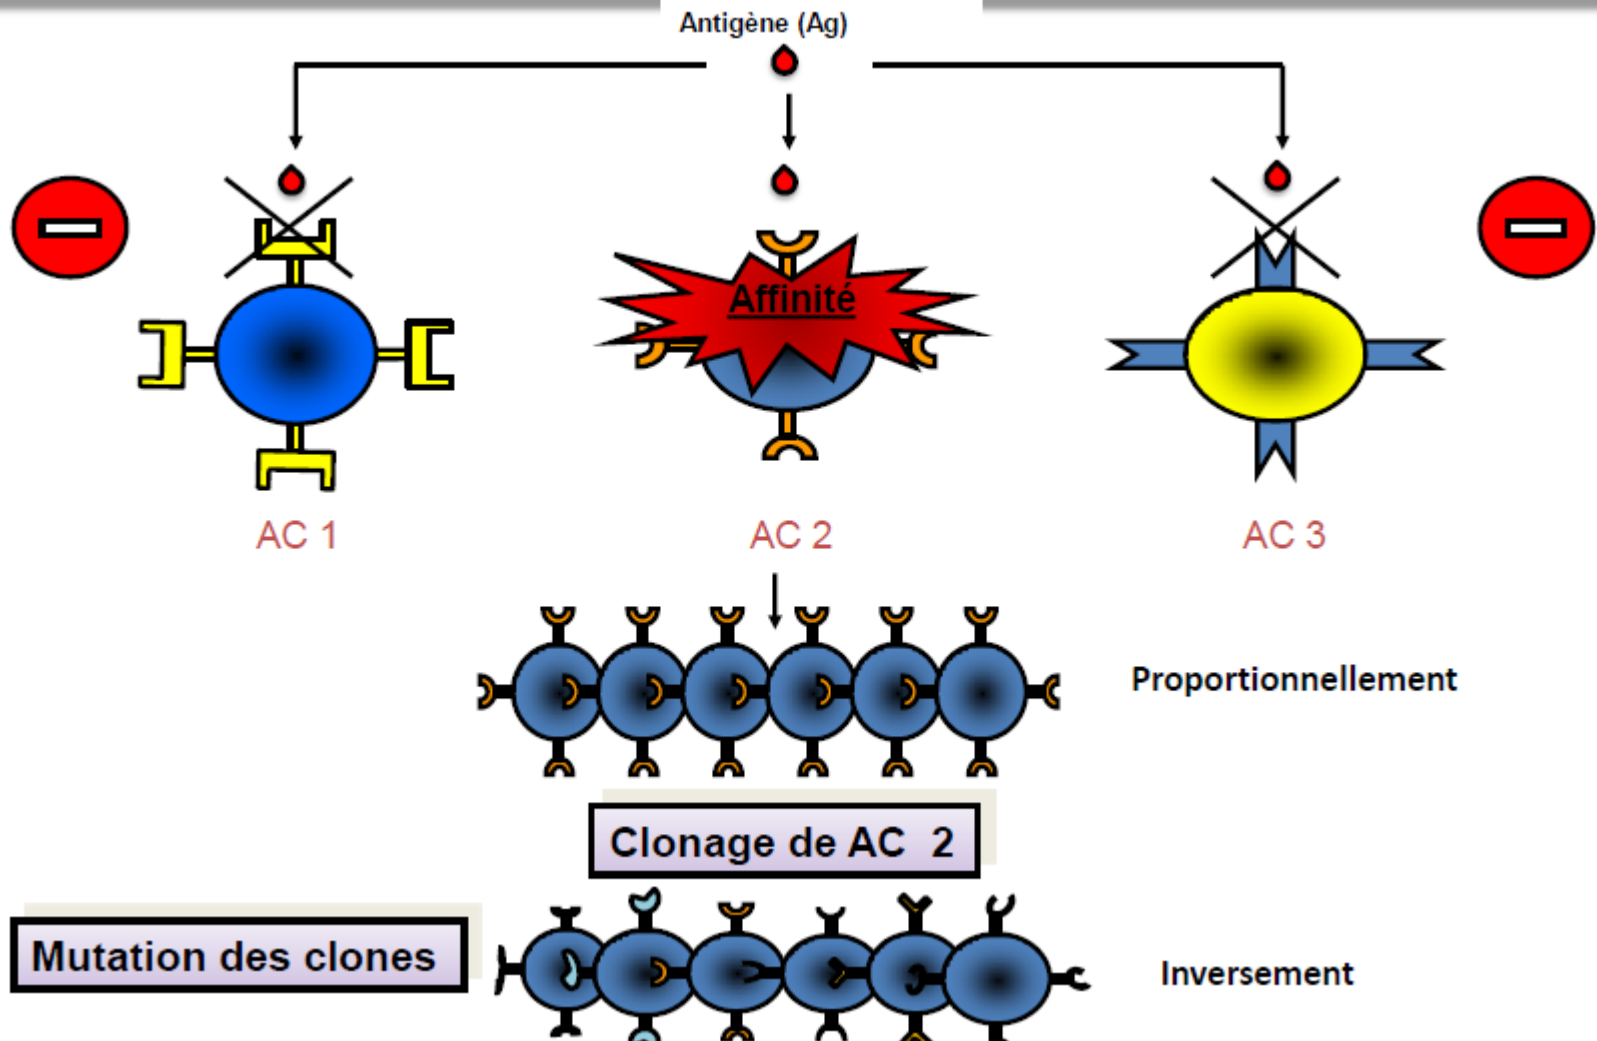 Antigène (Ag)
Affinité
AC 1
AC 2
AC 3
Proportionnellement
Clonage de AC 2
Mutation des clones
Inversement